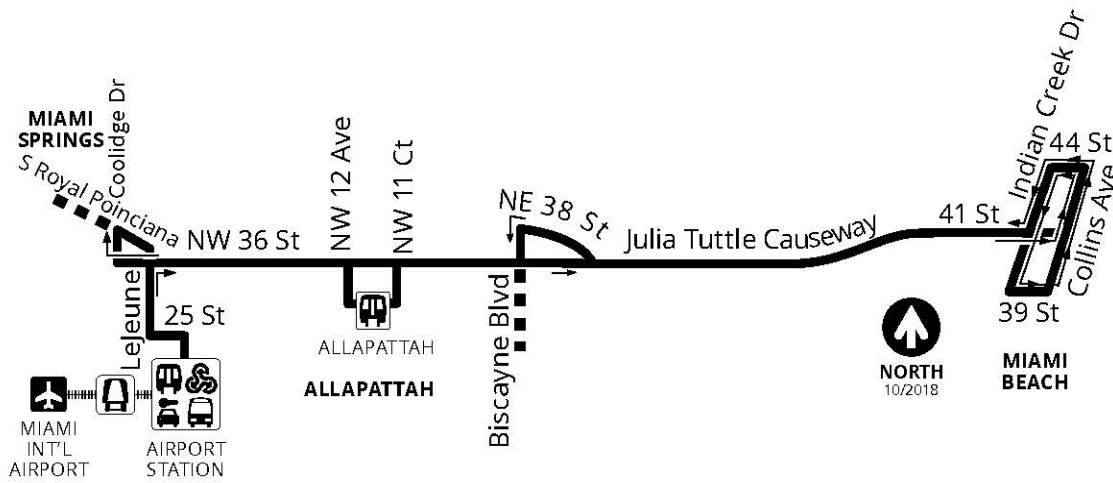 MIAMI
SPRINGS
Coolidge Dr
S Royal Poinciana
NW 36 St
LeJeune
25 St
MIAMI
INT'L
AIRPORT
AIRPORT
STATION
NW 12 Ave
NW 11 Ct
ALLAPATTAH
ALLAPATTAH
Biscayne Blvd
NE 38 St
Julia Tuttle Causeway
41 St
Indian Creek Dr
44 St
Collins Ave
39 St
NORTH
10/2018
MIAMI
BEACH